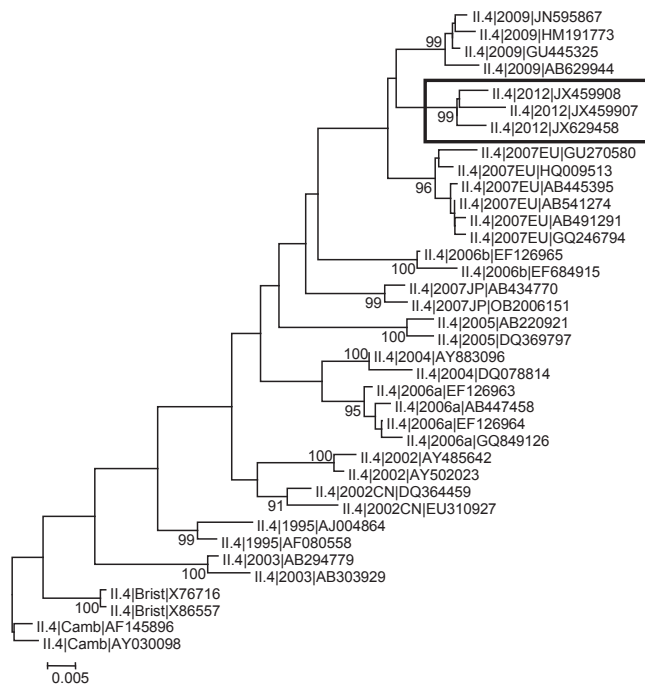 II.4|2009|JN595867
II.4|2009|HM191773
99
II.4|2009|GU445325
II.4|2009|AB629944
II.4|2012|JX459908
II.4|2012|JX459907
99
II.4|2012|JX629458
II.4|2007EU|GU270580
II.4|2007EU|HQ009513
96
II.4|2007EU|AB445395
II.4|2007EU|AB541274
II.4|2007EU|AB491291
II.4|2007EU|GQ246794
II.4|2006b|EF126965
100
II.4|2006b|EF684915
II.4|2007JP|AB434770
99
II.4|2007JP|OB2006151
II.4|2005|AB220921
100
II.4|2005|DQ369797
100
II.4|2004|AY883096
II.4|2004|DQ078814
II.4|2006a|EF126963
95
II.4|2006a|AB447458
II.4|2006a|EF126964
II.4|2006a|GQ849126
100
II.4|2002|AY485642
II.4|2002|AY502023
II.4|2002CN|DQ364459
91
II.4|2002CN|EU310927
II.4|1995|AJ004864
99
II.4|1995|AF080558
II.4|2003|AB294779
100
II.4|2003|AB303929
II.4|Brist|X76716
100
II.4|Brist|X86557
II.4|Camb|AF145896
II.4|Camb|AY030098
0.005